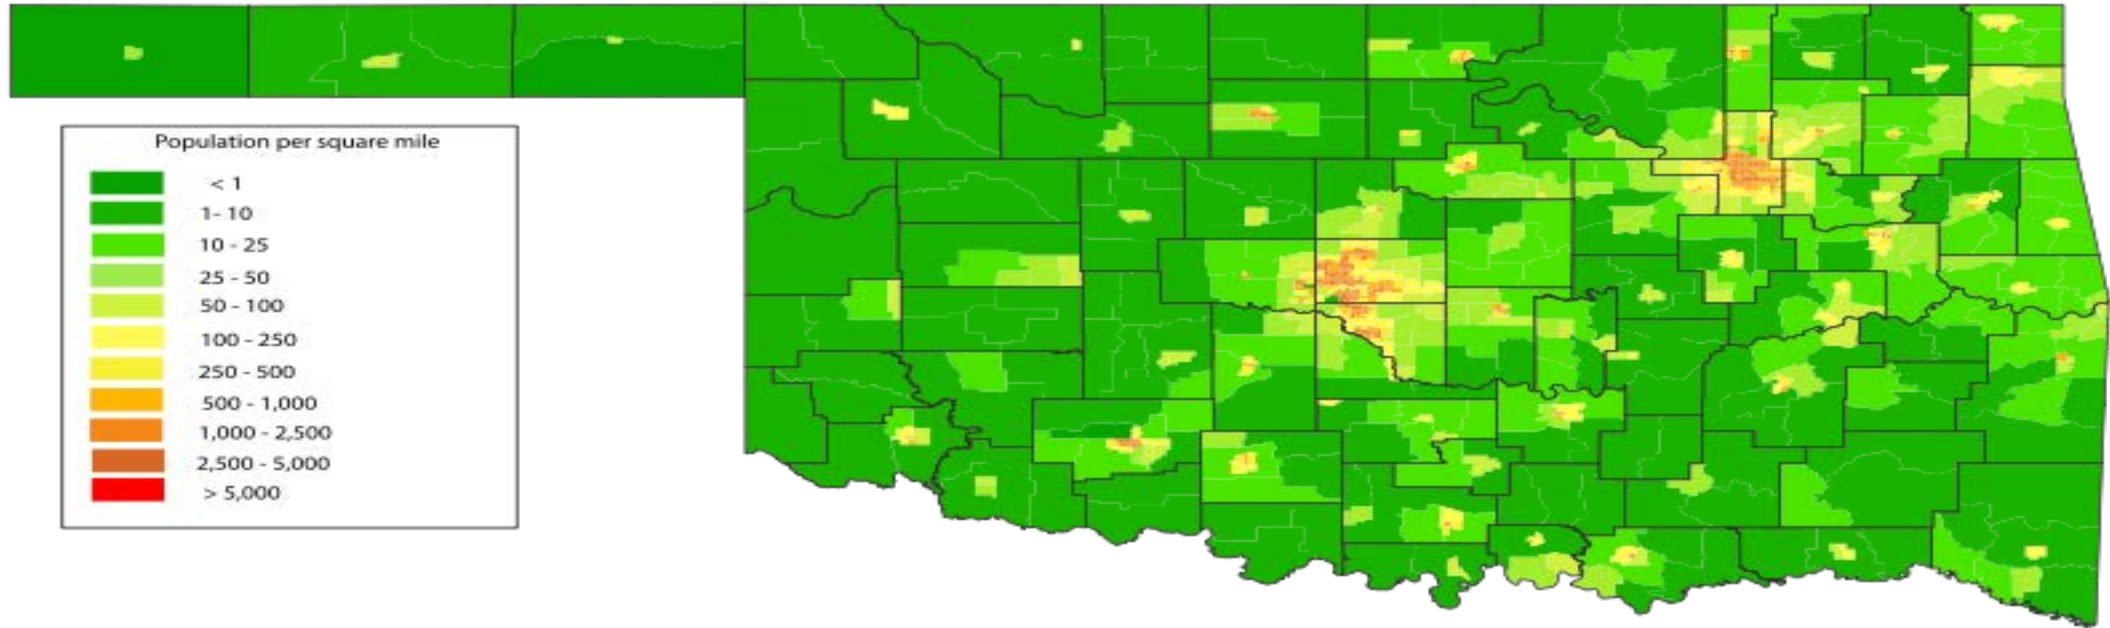 Population per square mile
< 1
1- 10
10 - 25
25 - 50
50 - 100
100 - 250
250 - 500
500 - 1,000
1,000 - 2,500
2,500 - 5,000
> 5,000